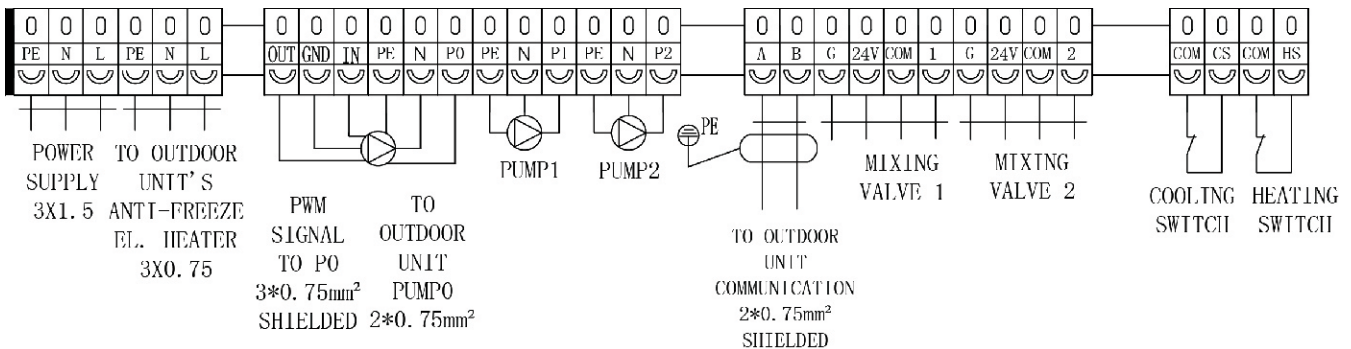 0 0 0 0 0 0 0 0 0 0 0 0 0 0 0 0 0 0 0 0 0 0 0 0 0 0 0 0 0 0 0 0
PE N L PE N L OUT GND IN PE N P0 PE N P1 PE N P2 A B G 24V COM 1 G 24V COM 2 COM CS COM HS
POWER
SUPPLY
3X1.5
TO OUTDOOR
UNIT'S
ANTI-FREEZE
EL. HEATER
3X0.75
PWM
SIGNAL
TO P0
3*0.75mm²
SHIELDED
TO
OUTDOOR
UNIT
PUMP0
2*0.75mm²
PUMP1
PUMP2
PE
TO OUTDOOR
UNIT
COMMUNICATION
2*0.75mm²
SHIELDED
MIXING
VALVE 1
MIXING
VALVE 2
COOLING
SWITCH
HEATING
SWITCH